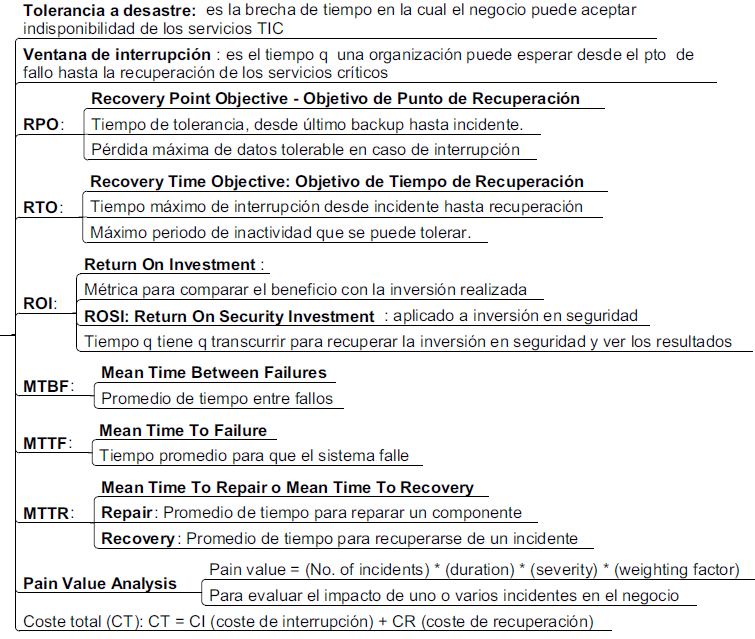 Tolerancia a desastre: es la brecha de tiempo en la cual el negocio puede aceptar
indisponibilidad de los servicios TIC
Ventana de interrupción : es el tiempo q una organización puede esperar desde el pto de
fallo hasta la recuperación de los servicios críticos
RPO:
Recovery Point Objective - Objetivo de Punto de Recuperación
Tiempo de tolerancia, desde último backup hasta incidente.
Pérdida máxima de datos tolerable en caso de interrupción
RTO:
Recovery Time Objective: Objetivo de Tiempo de Recuperación
Tiempo máximo de interrupción desde incidente hasta recuperación
Máximo periodo de inactividad que se puede tolerar.
ROI:
Return On Investment :
Métrica para comparar el beneficio con la inversión realizada
ROSI: Return On Security Investment : aplicado a inversión en seguridad
Tiempo q tiene q transcurrir para recuperar la inversión en seguridad y ver los resultados
MTBF:
Mean Time Between Failures
Promedio de tiempo entre fallos
MTTF:
Mean Time To Failure
Tiempo promedio para que el sistema falle
MTTR:
Mean Time To Repair o Mean Time To Recovery
Repair: Promedio de tiempo para reparar un componente
Recovery: Promedio de tiempo para recuperarse de un incidente
Pain Value Analysis
Pain value = (No. of incidents) * (duration) * (severity) * (weighting factor)
Para evaluar el impacto de uno o varios incidentes en el negocio
Coste total (CT): CT = CI (coste de interrupción) + CR (coste de recuperación)